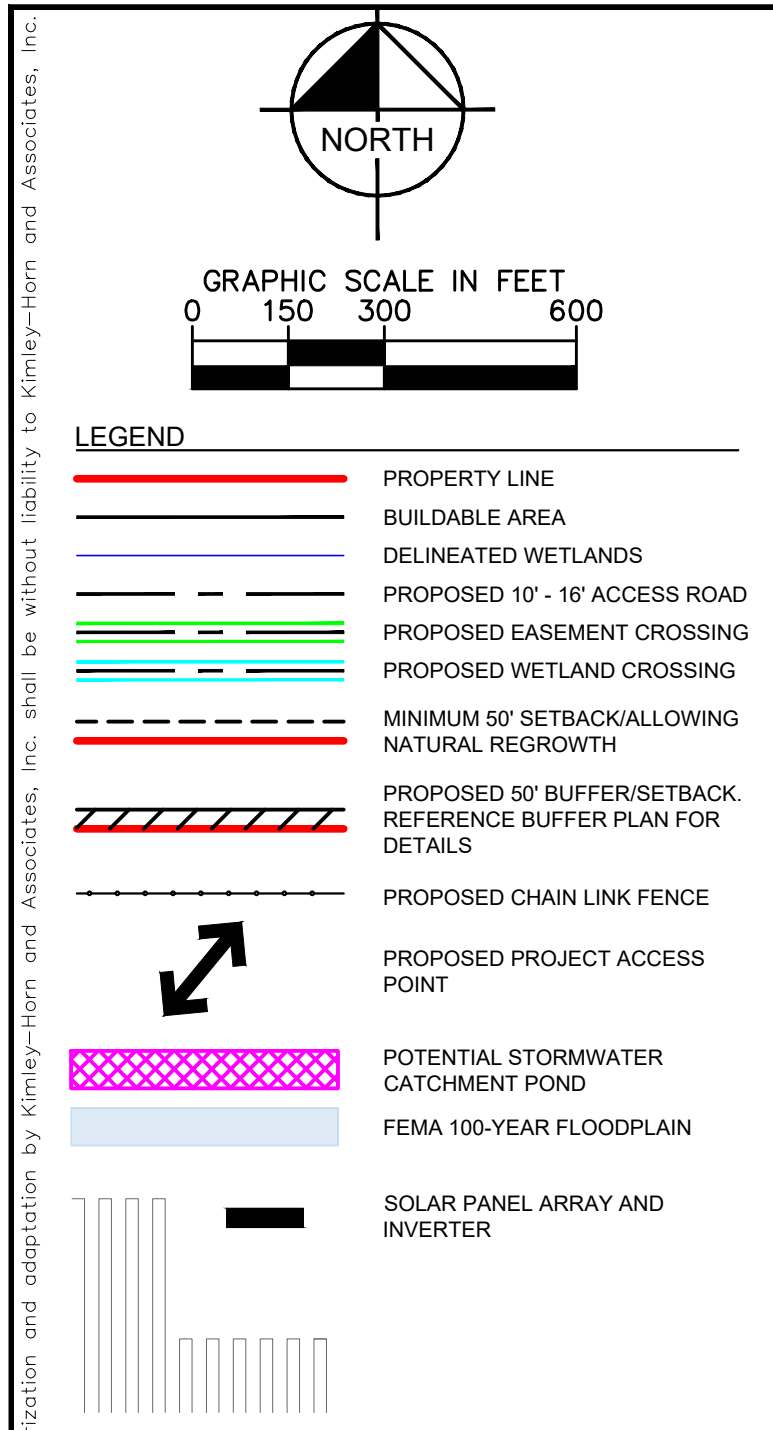 rization and adaptation by Kimley–Horn and Associates, Inc. shall be without liability to Kimley–Horn and Associates, Inc.
NORTH
GRAPHIC SCALE IN FEET
0 150 300 600
LEGEND
PROPERTY LINE
BUILDABLE AREA
DELINEATED WETLANDS
PROPOSED 10' - 16' ACCESS ROAD
PROPOSED EASEMENT CROSSING
PROPOSED WETLAND CROSSING
MINIMUM 50' SETBACK/ALLOWING
NATURAL REGROWTH
PROPOSED 50' BUFFER/SETBACK.
REFERENCE BUFFER PLAN FOR
DETAILS
PROPOSED CHAIN LINK FENCE
PROPOSED PROJECT ACCESS
POINT
POTENTIAL STORMWATER
CATCHMENT POND
FEMA 100-YEAR FLOODPLAIN
SOLAR PANEL ARRAY AND
INVERTER